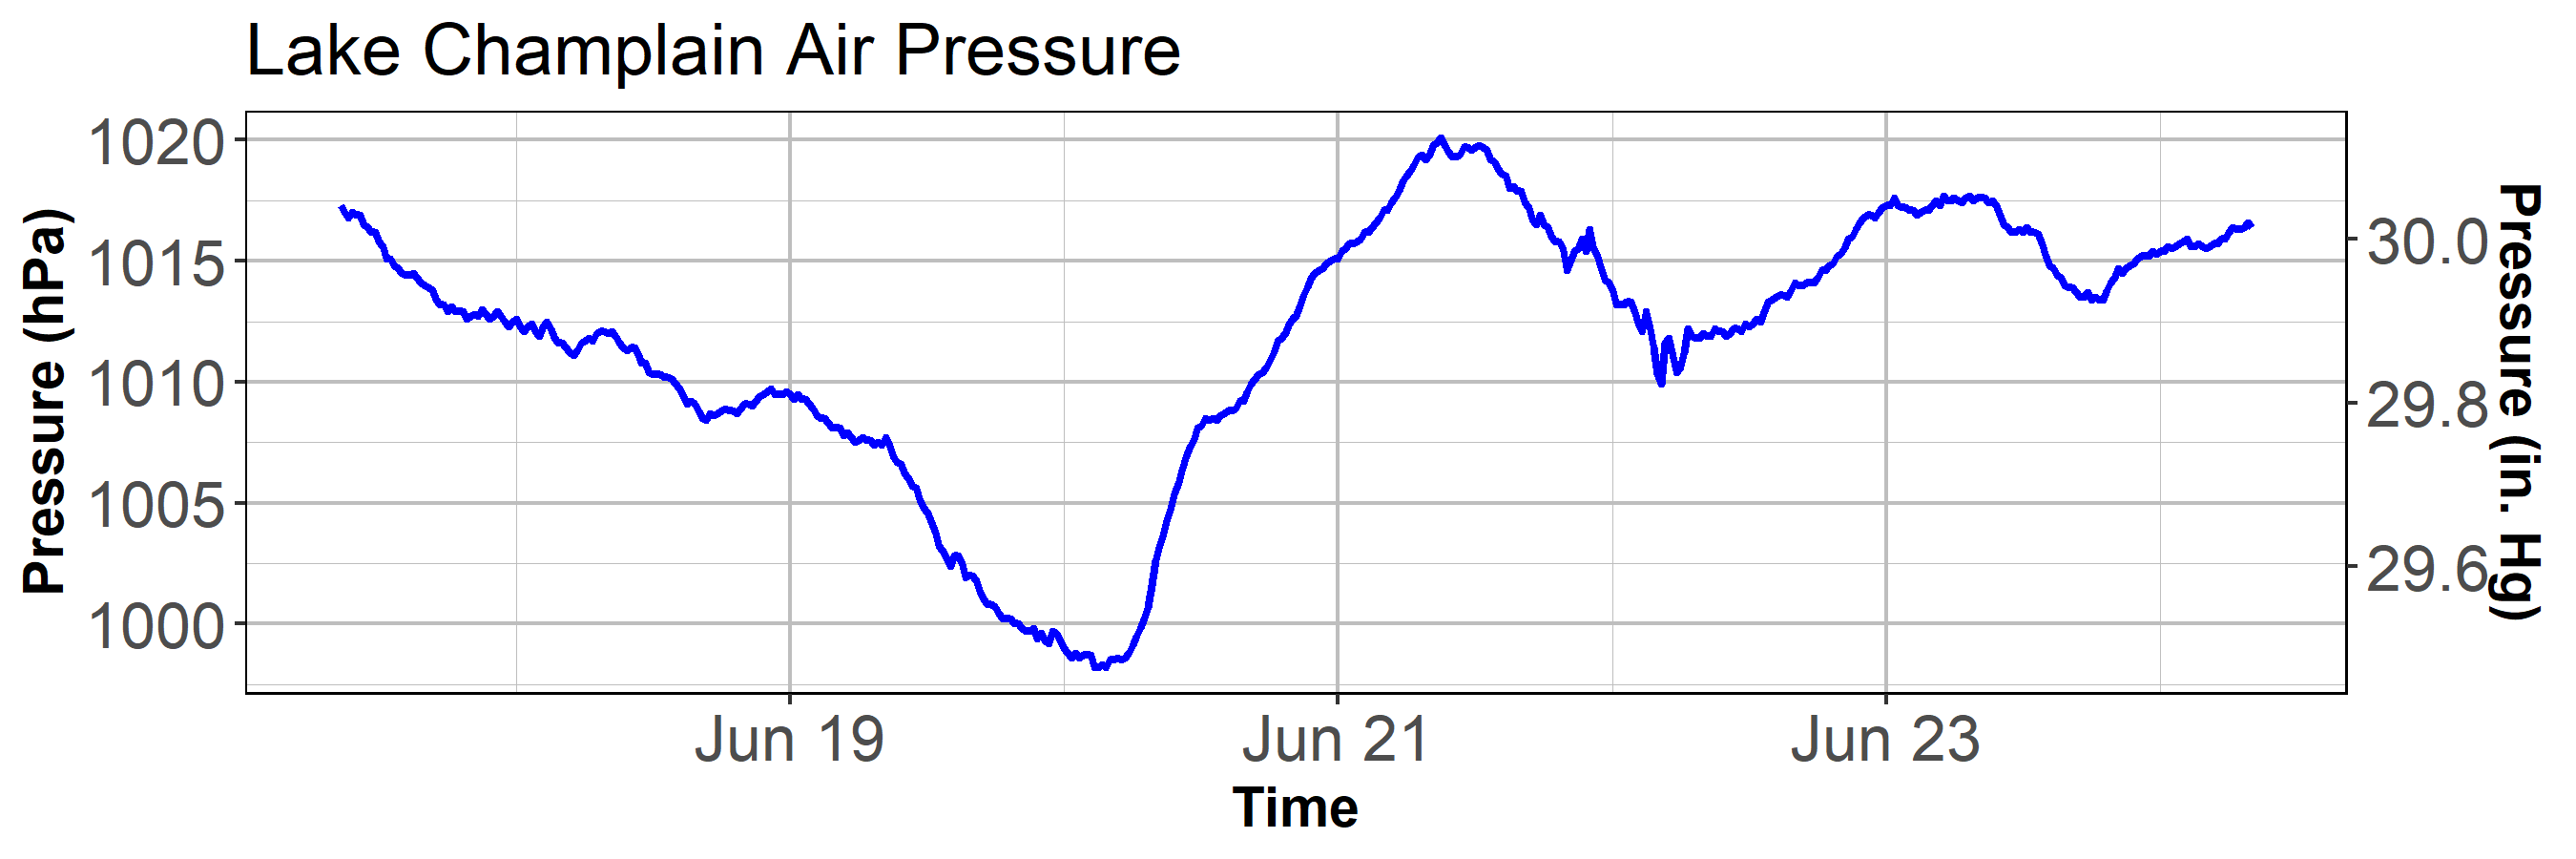 Lake Champlain Air Pressure
Pressure (hPa)
1020
1015
1010
1005
1000
30.0
29.8
29.6
Pressure (in. Hg)
Jun 19
Jun 21
Jun 23
Time